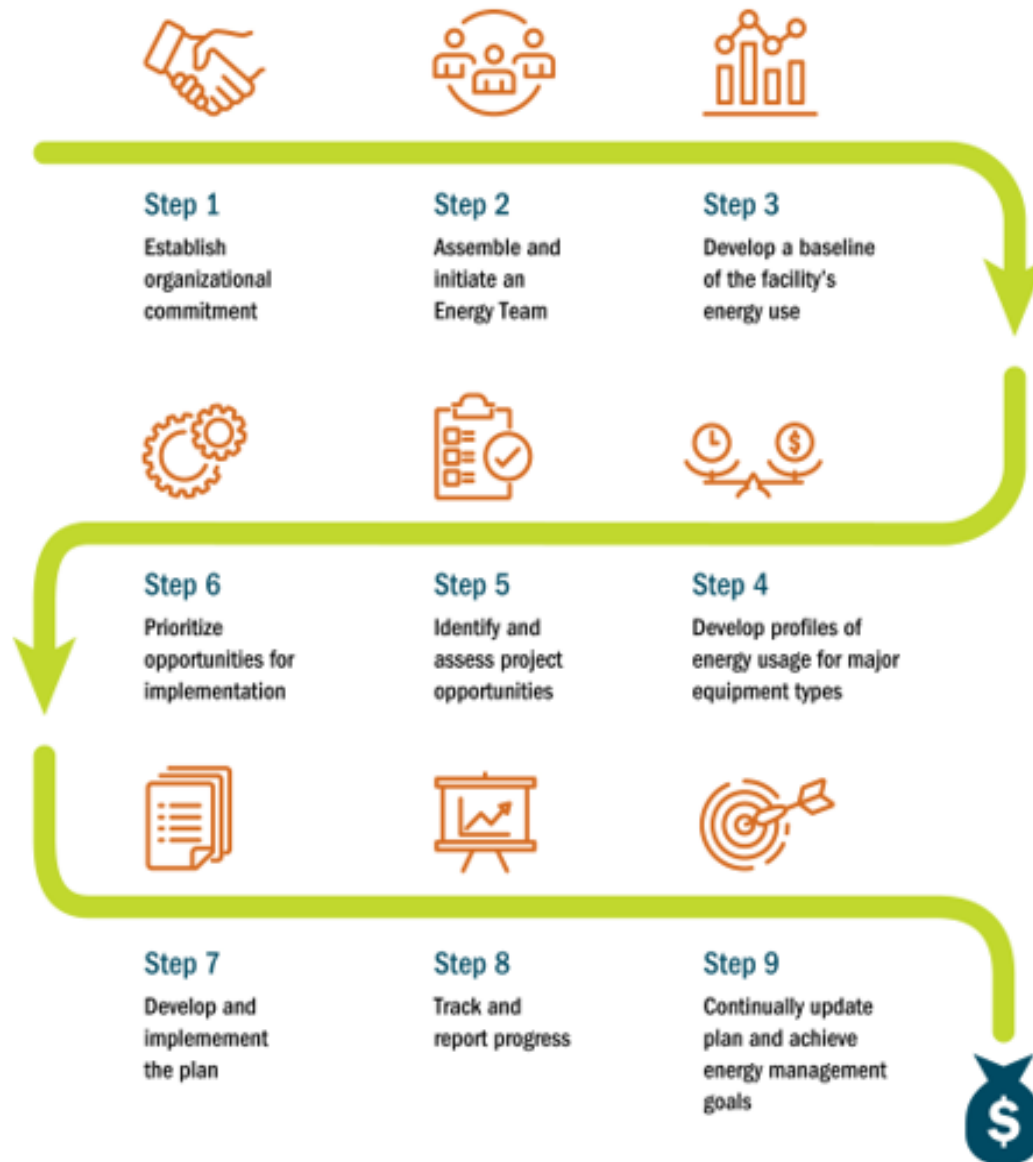 Step 1
Establish
organizational
commitment
Step 2
Assemble and
initiate an
Energy Team
Step 3
Develop a baseline
of the facility's
energy use
$
Step 4
Develop profiles of
energy usage for major
equipment types
Step 5
Identify and
assess project
opportunities
Step 6
Prioritize
opportunities for
implementation
Step 7
Develop and
implemement
the plan
Step 8
Track and
report progress
Step 9
Continually update
plan and achieve
energy management
goals
$